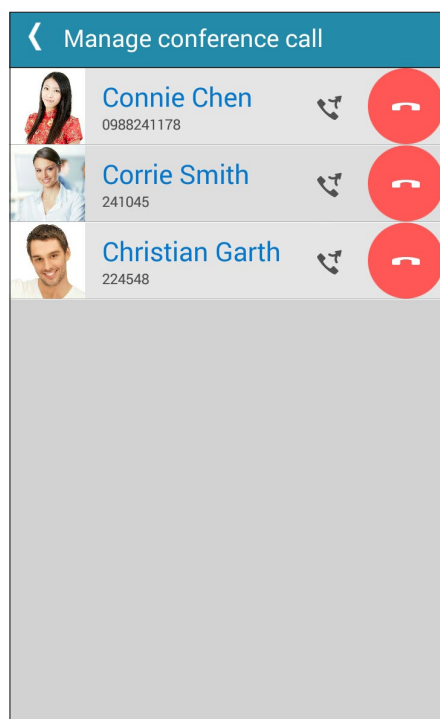 Manage conference call
Connie Chen
0988241178
Corrie Smith
241045
Christian Garth
224548